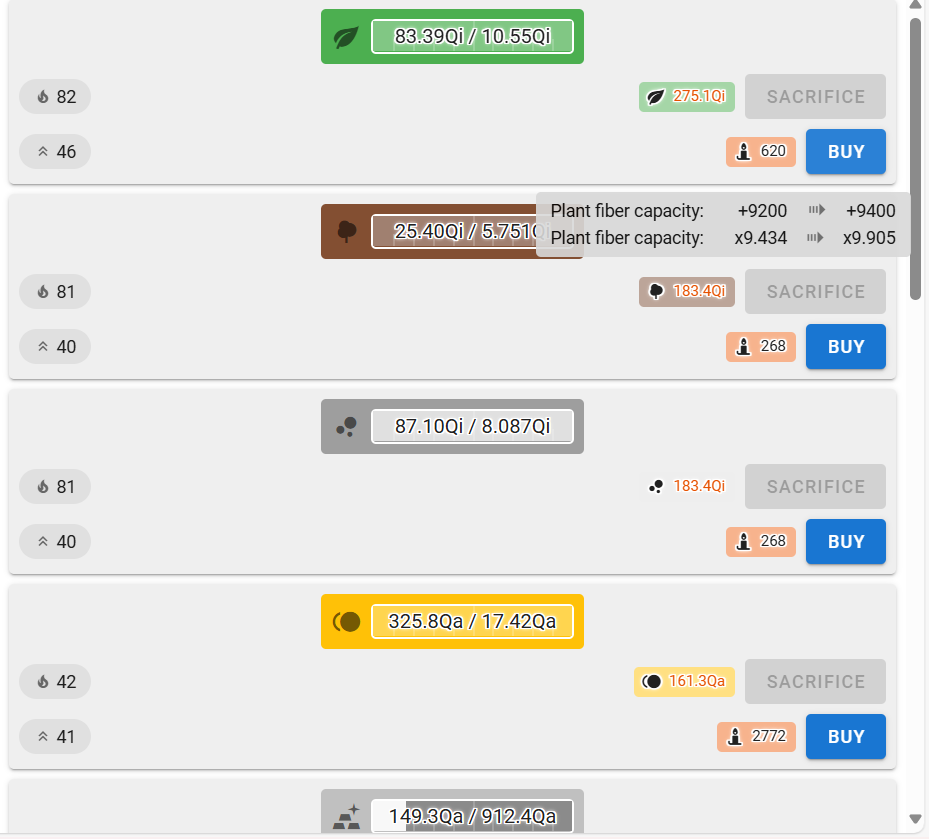 83.39Qi / 10.55Qi
82
275.1Qi
SACRIFICE
46
620
BUY
Plant fiber capacity: +9200 +9400
Plant fiber capacity: x9.434 x9.905
25.40Qi / 5.751Q
81
183.4Qi
SACRIFICE
40
268
BUY
87.10Qi / 8.087Qi
81
183.4Qi
SACRIFICE
40
268
BUY
325.8Qa / 17.42Qa
42
161.3Qa
SACRIFICE
41
2772
BUY
149.3Qa / 912.4Qa